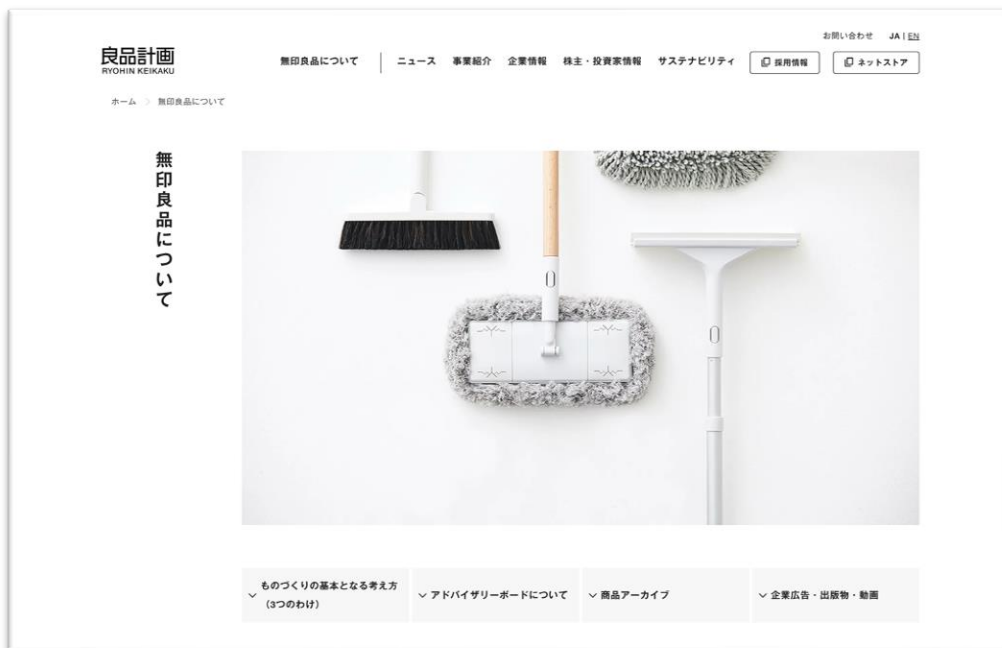 お問い合わせ JA | EN
良品計画
RYOHIN KEIKAKU
無印良品について ニュース 事業紹介 企業情報 株主・投資家情報 サステナビリティ 採用情報 ネットストア
ホーム 無印良品について
無印良品について
ものづくりの基本となる考え方
（3つのわけ）
アドバイザリーボードについて
商品アーカイブ
企業広告・出版物・動画